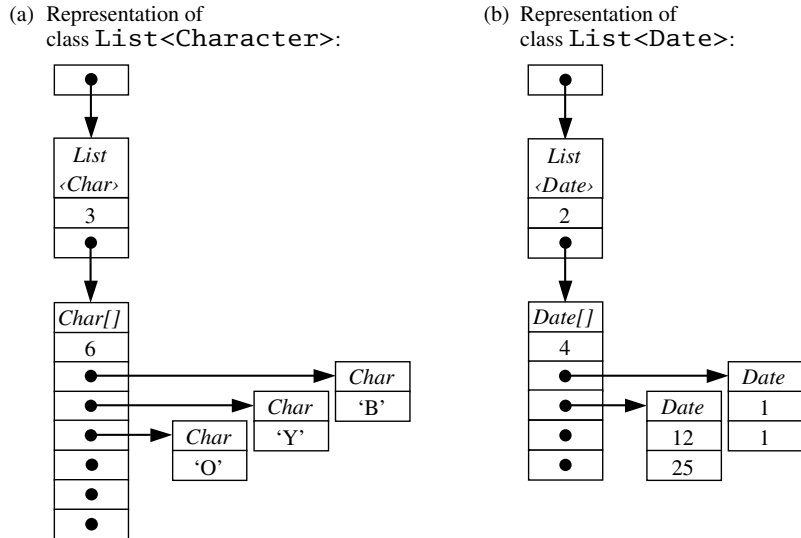 (a) Representation of
class List<Character>:
List
‹Char›
3
Char[]
6
Char
‘B’
Char
‘Y’
Char
‘O’
(b) Representation of
class List<Date>:
List
‹Date›
2
Date[]
4
Date
1
1
Date
12
25